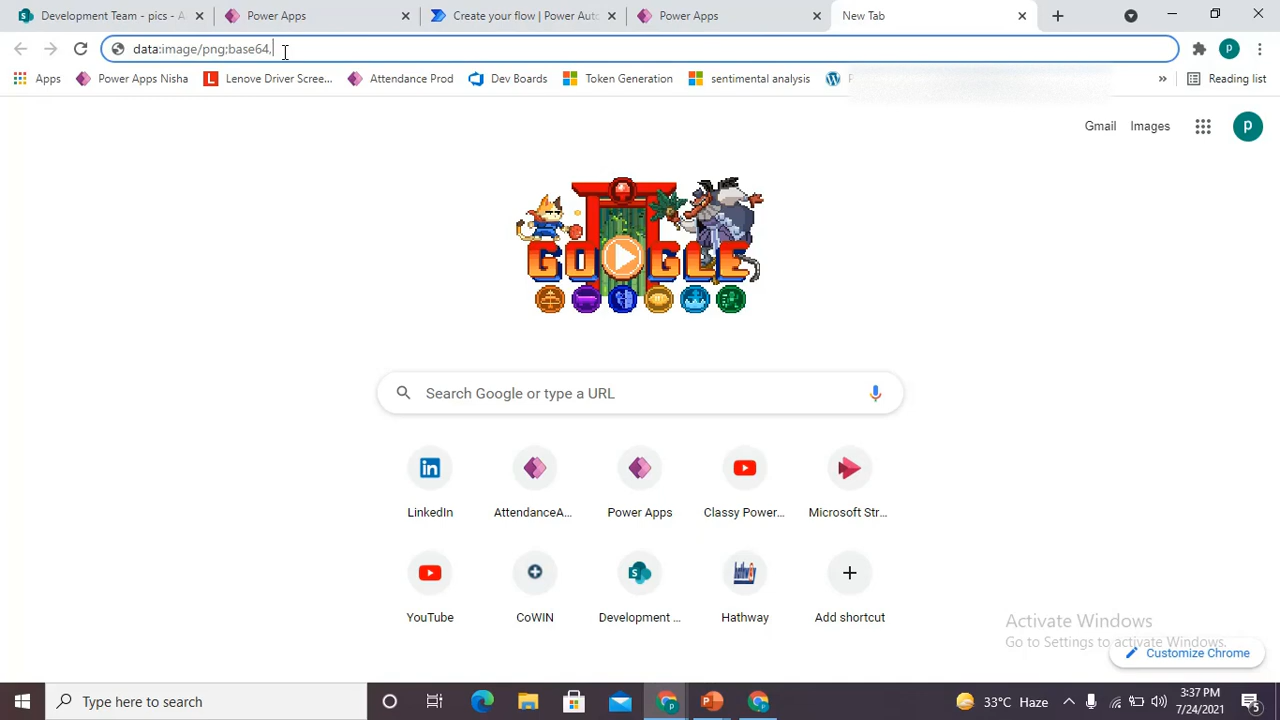 Development Team - pics - A
Power Apps
Create your flow | Power Auto
Power Apps
New Tab
data:image/png;base64,
p
Apps
Power Apps Nisha
Lenove Driver Scree...
Attendance Prod
Dev Boards
Token Generation
sentimental analysis
»
Reading list
Gmail
Images
p
GOOGLE
Search Google or type a URL
LinkedIn
AttendanceA...
Power Apps
Classy Power...
Microsoft Str...
YouTube
CoWIN
Development ...
Hathway
Add shortcut
Activate Windows
Go to Settings to activate Windows.
Customize Chrome
Type here to search
33°C Haze
3:37 PM
7/24/2021
5